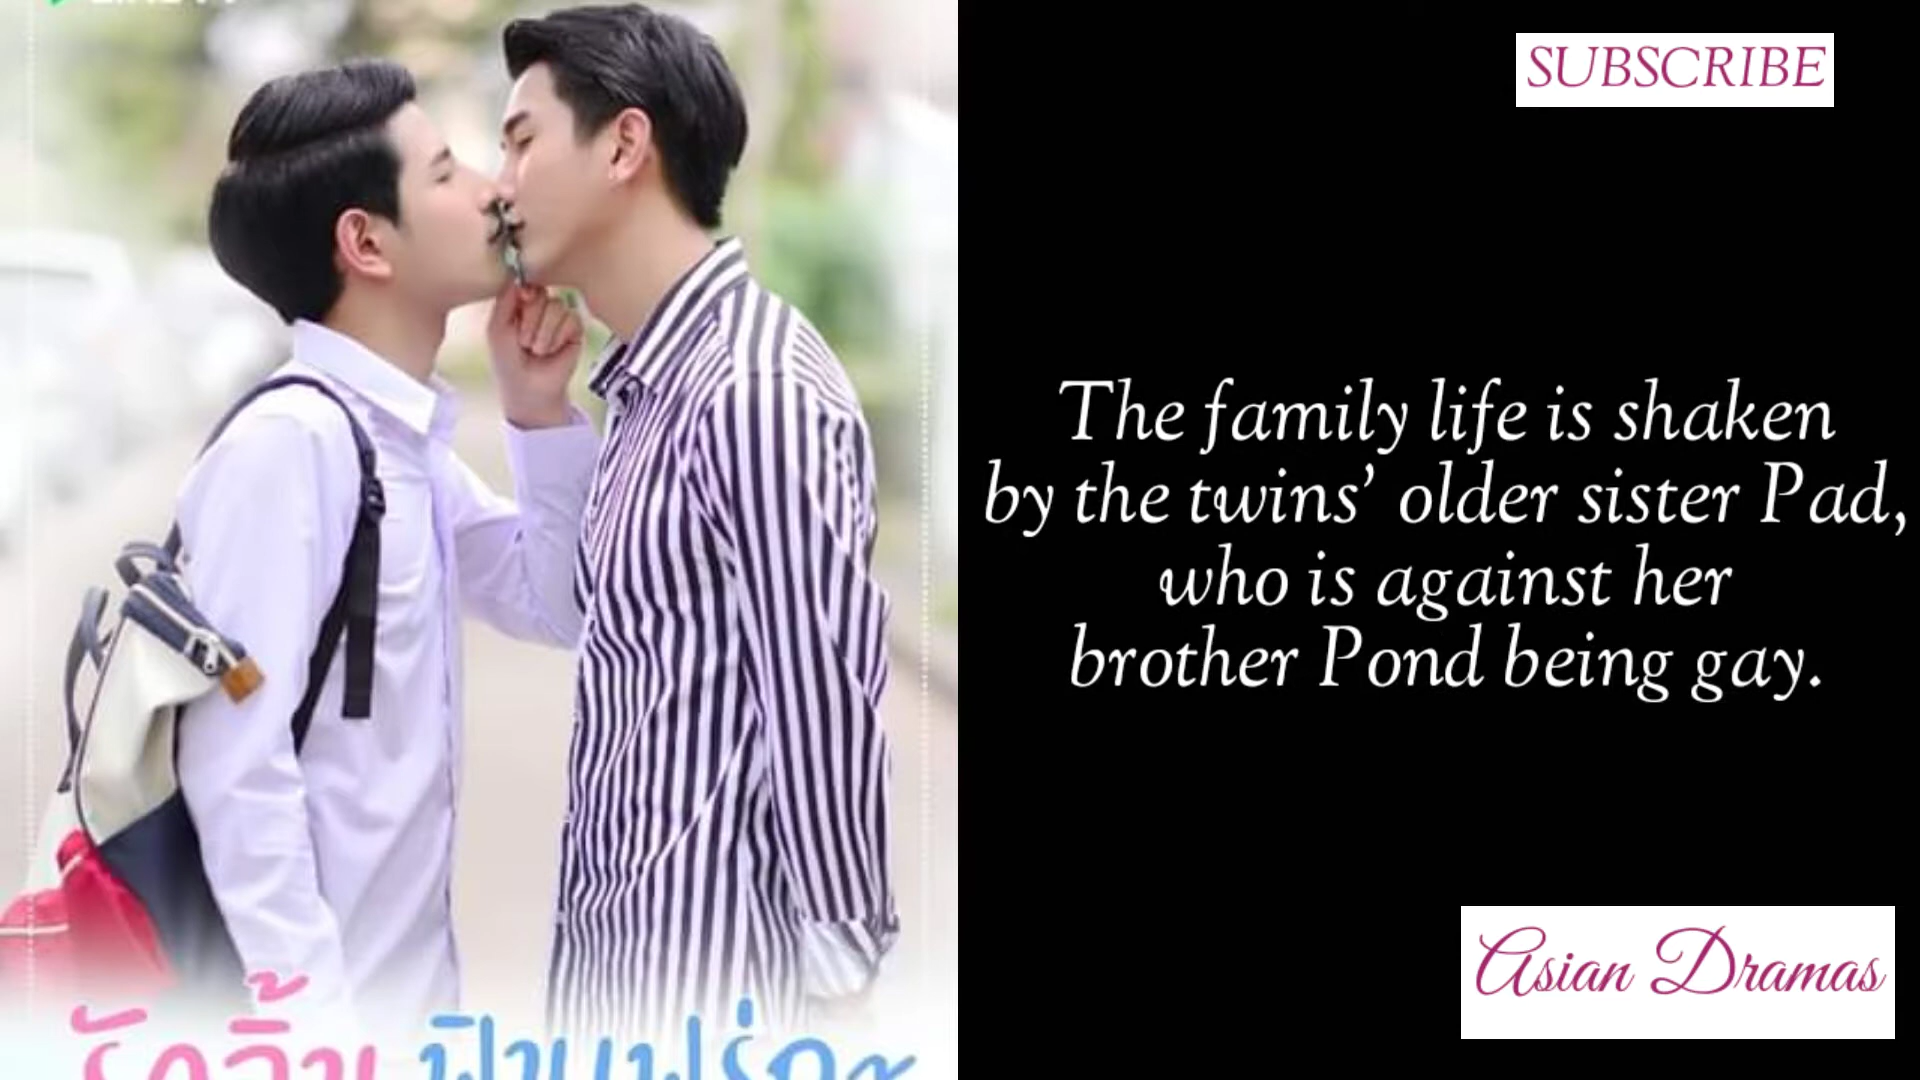 SUBSCRIBE
The family life is shaken
by the twins’ older sister Pad,
who is against her
brother Pond being gay.
Asian Dramas